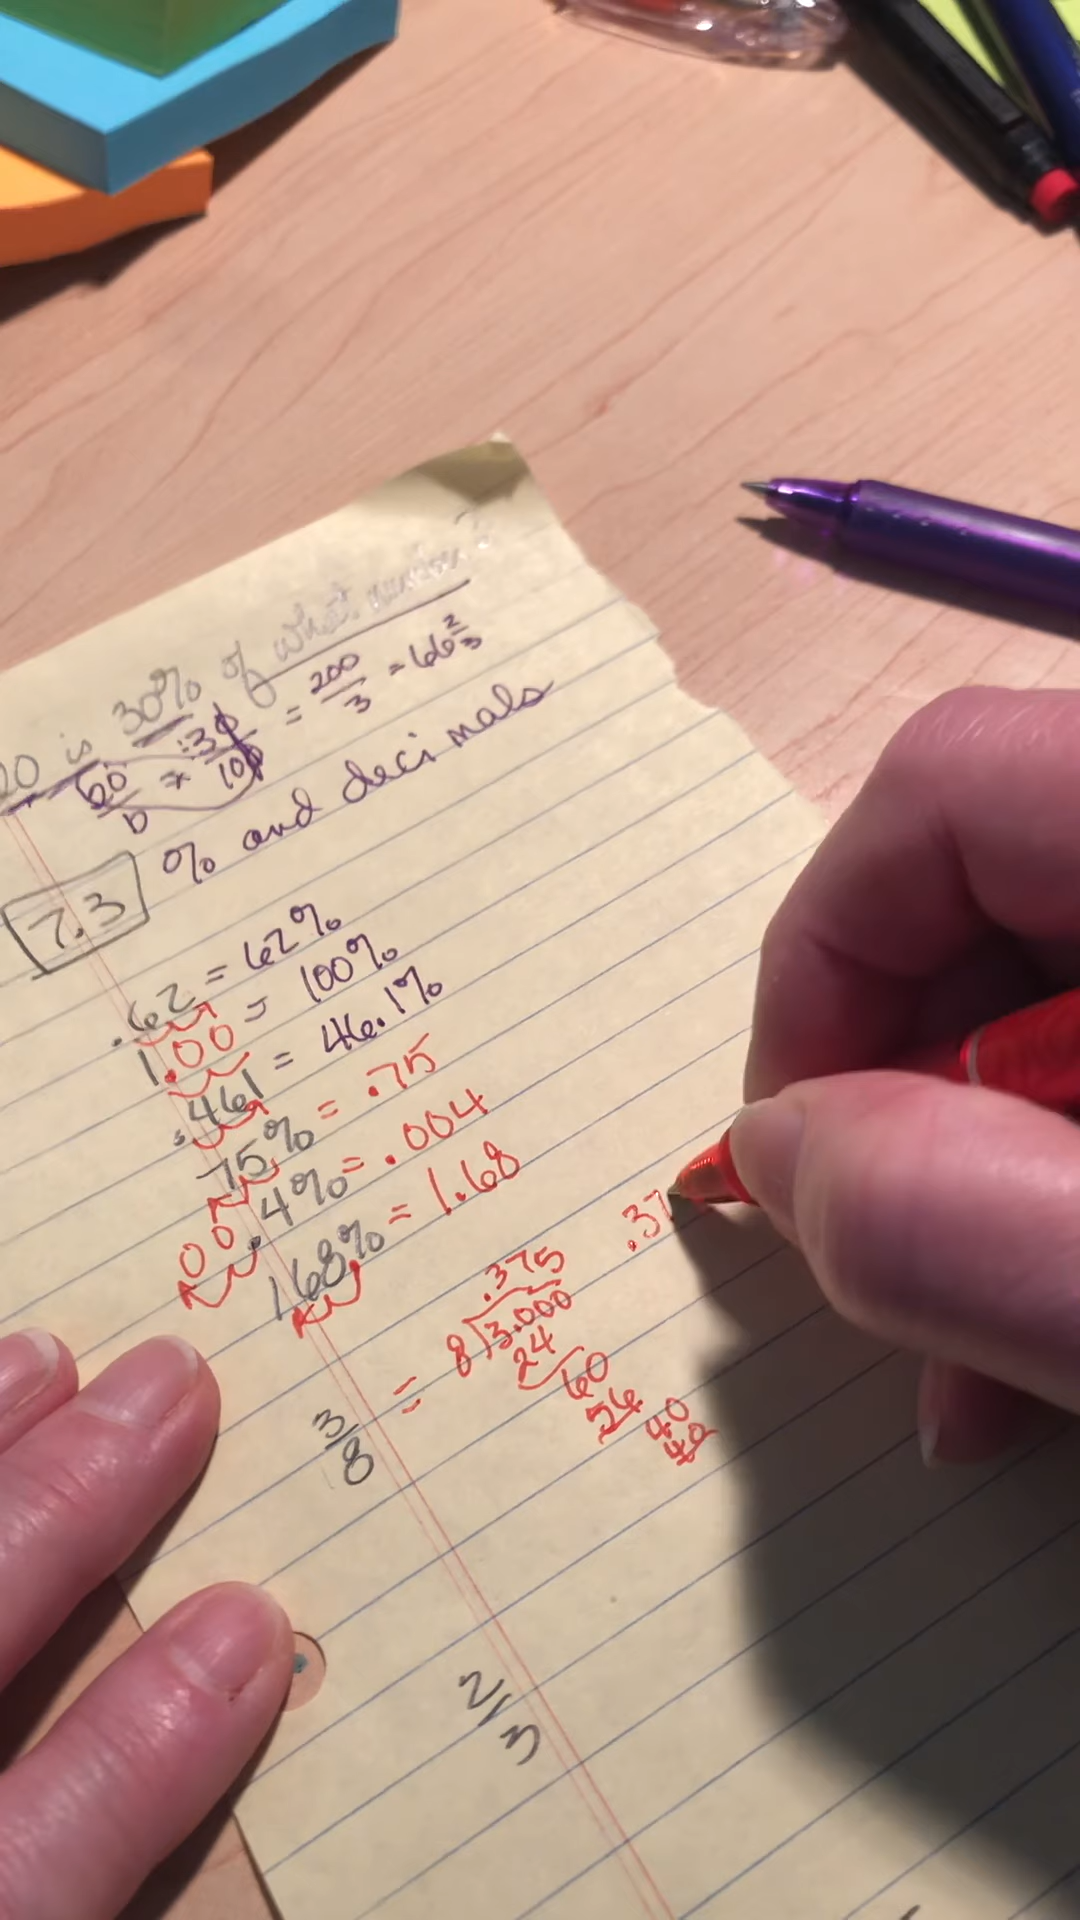 20 is 30% of what number?
20/b = 30/100 = 200/3 = 66 2/3
7.3 % and decimals
.62 = 62%
1.00 = 100%
.461 = 46.1%
75% = .75
00.4% = .004
168% = 1.68
.375 .37
3/8 = 8)3.000
24
60
56
40
40
2/3